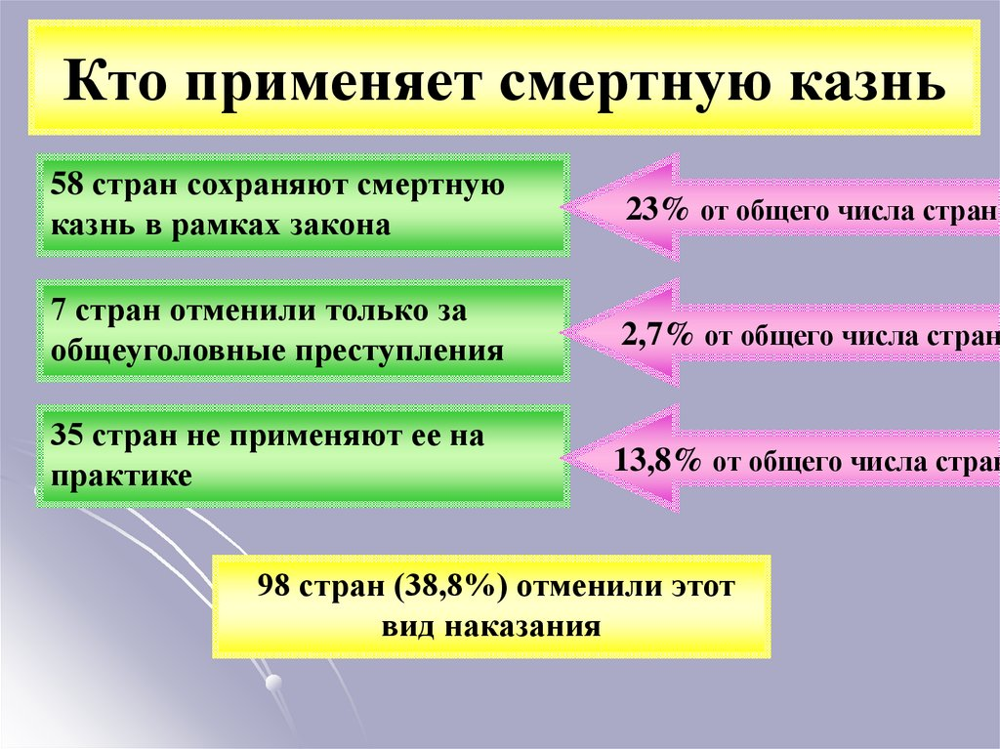 Кто применяет смертную казнь
58 стран сохраняют смертную
казнь в рамках закона
23% от общего числа стран
7 стран отменили только за
общеуголовные преступления
2,7% от общего числа стран
35 стран не применяют ее на
практике
13,8% от общего числа стран
98 стран (38,8%) отменили этот
вид наказания